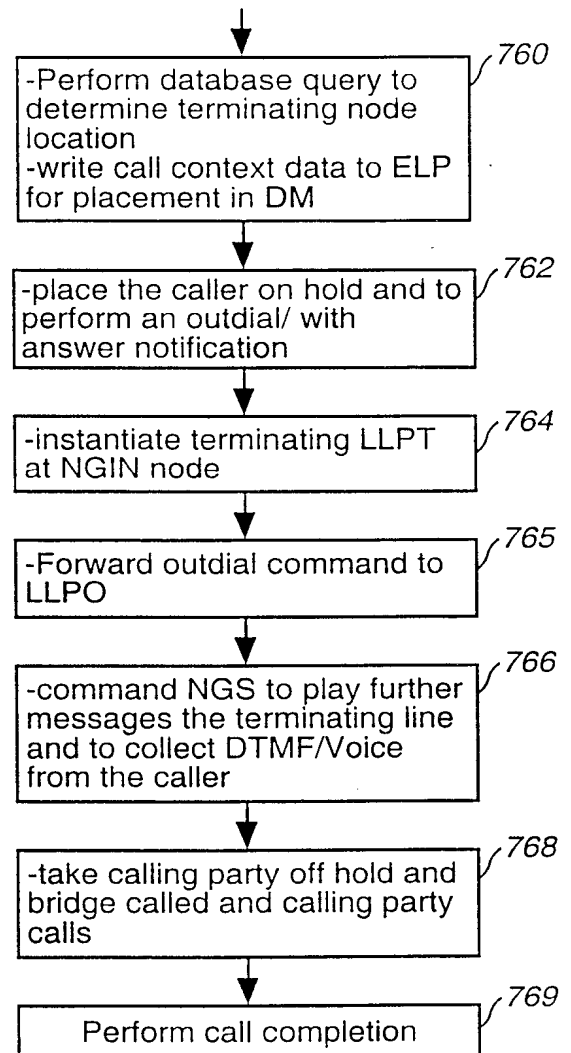 760
-Perform database query to
determine terminating node
location
-write call context data to ELP
for placement in DM
762
-place the caller on hold and to
perform an outdial/ with
answer notification
764
-instantiate terminating LLPT
at NGIN node
765
-Forward outdial command to
LLPO
766
-command NGS to play further
messages the terminating line
and to collect DTMF/Voice
from the caller
768
-take calling party off hold and
bridge called and calling party
calls
769
Perform call completion